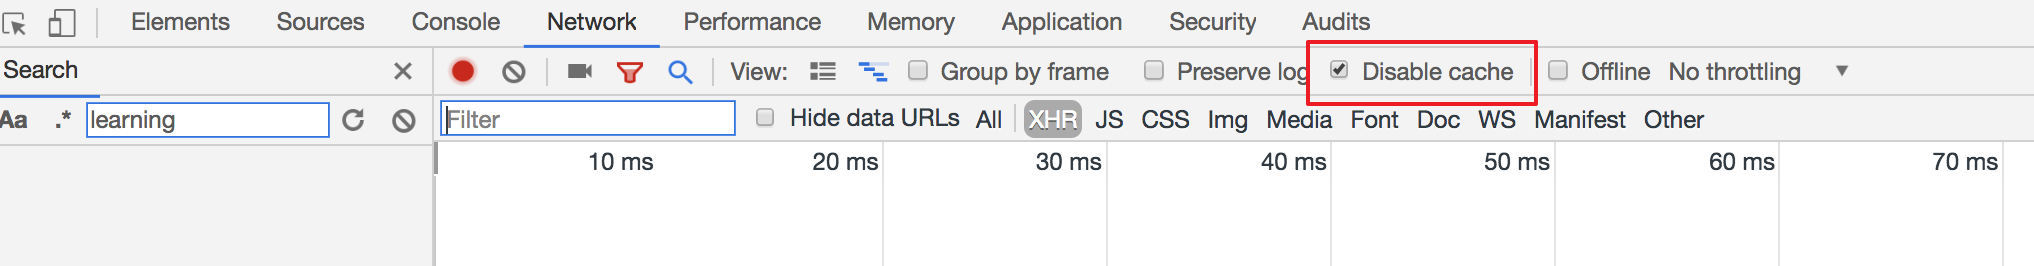 Elements Sources Console Network Performance Memory Application Security Audits
Search
View: Group by frame Preserve log Disable cache Offline No throttling
Aa .* learning
Filter Hide data URLs All XHR JS CSS Img Media Font Doc WS Manifest Other
10 ms 20 ms 30 ms 40 ms 50 ms 60 ms 70 ms